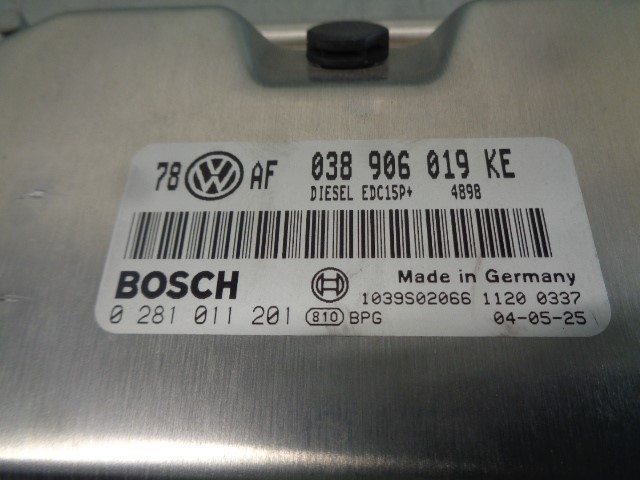 78 VW AF 038 906 019 KE
DIESEL EDC15P+ 4898
BOSCH Made in Germany
1039S02066 1120 0337
0 281 011 201 810 BPG 04-05-25